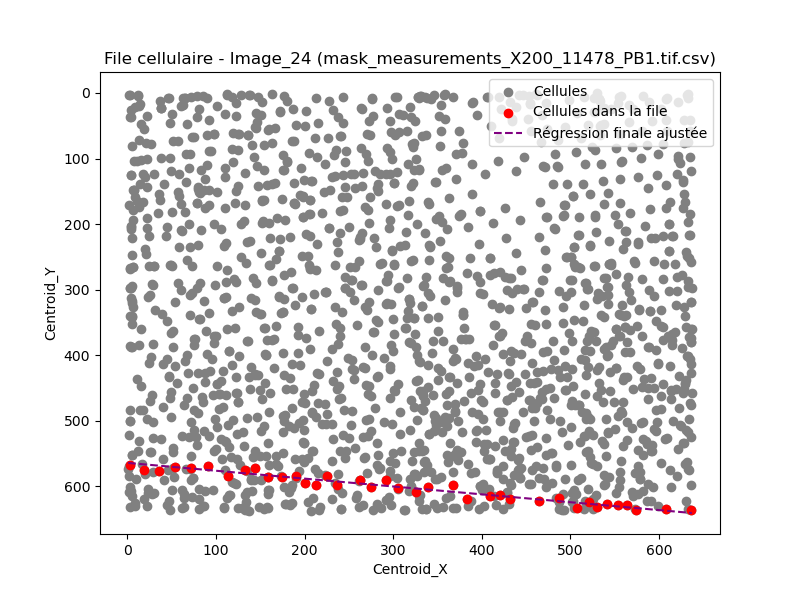 File cellulaire - Image_24 (mask_measurements_X200_11478_PB1.tif.csv)
Cellules
Cellules dans la file
Régression finale ajustée
0
100
200
300
400
500
600
Centroid_Y
0 100 200 300 400 500 600
Centroid_X